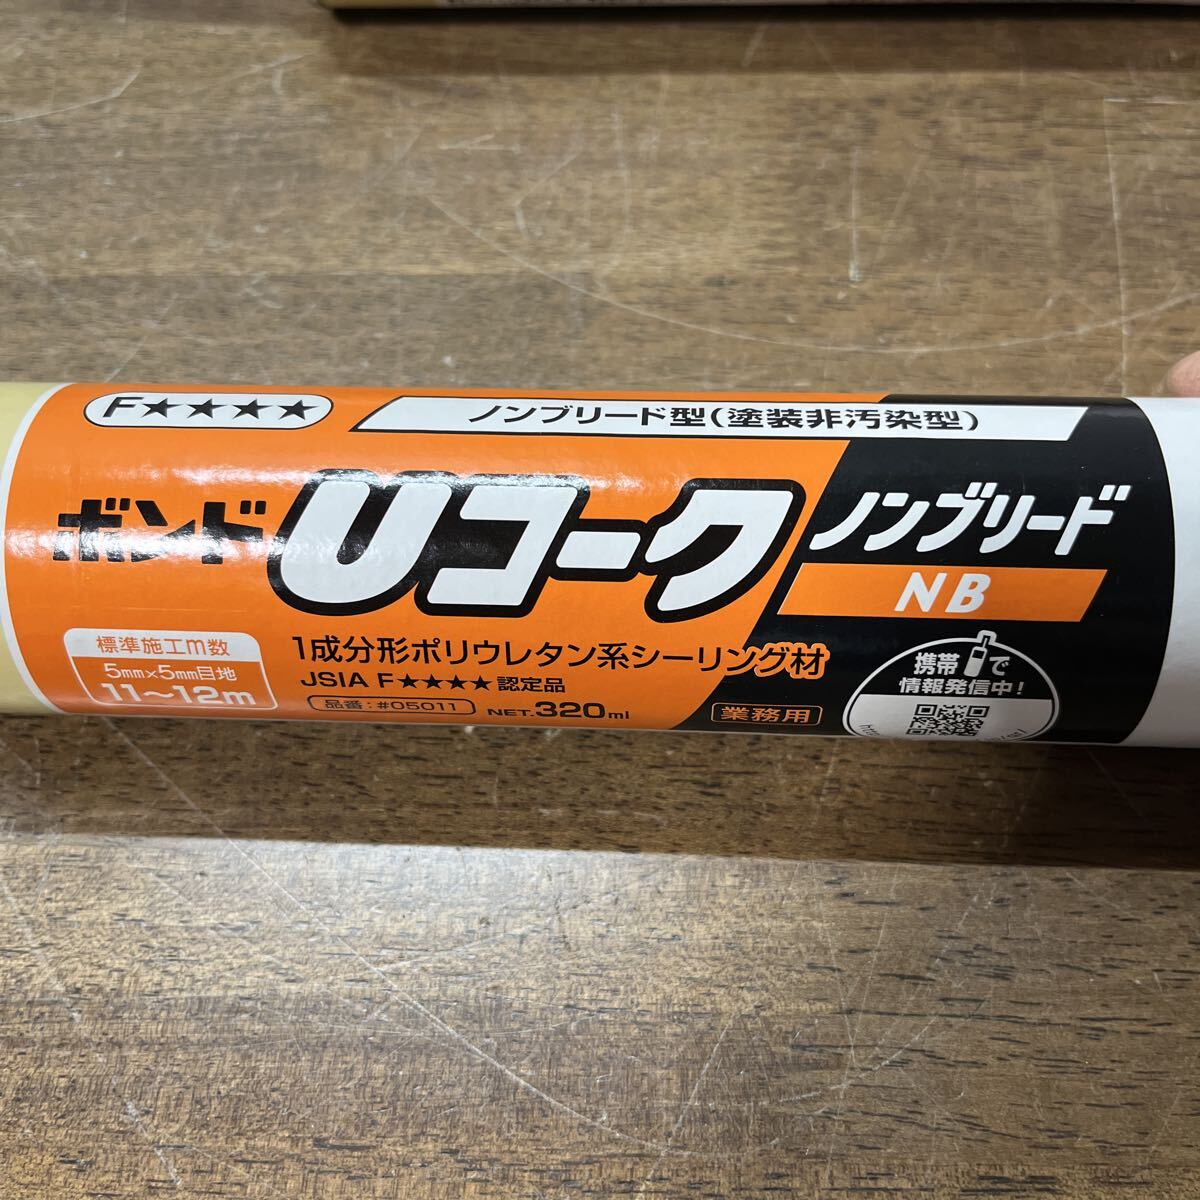 F★★★★
ノンブリード型(塗装非汚染型)
ボンド Uコーク ノンブリード
NB
1成分形ポリウレタン系シーリング材
JSIA F★★★★認定品
標準施工m数
5mm×5mm目地
11〜12m
品番:#05011
NET.320ml
業務用
携帯で
情報発信中!